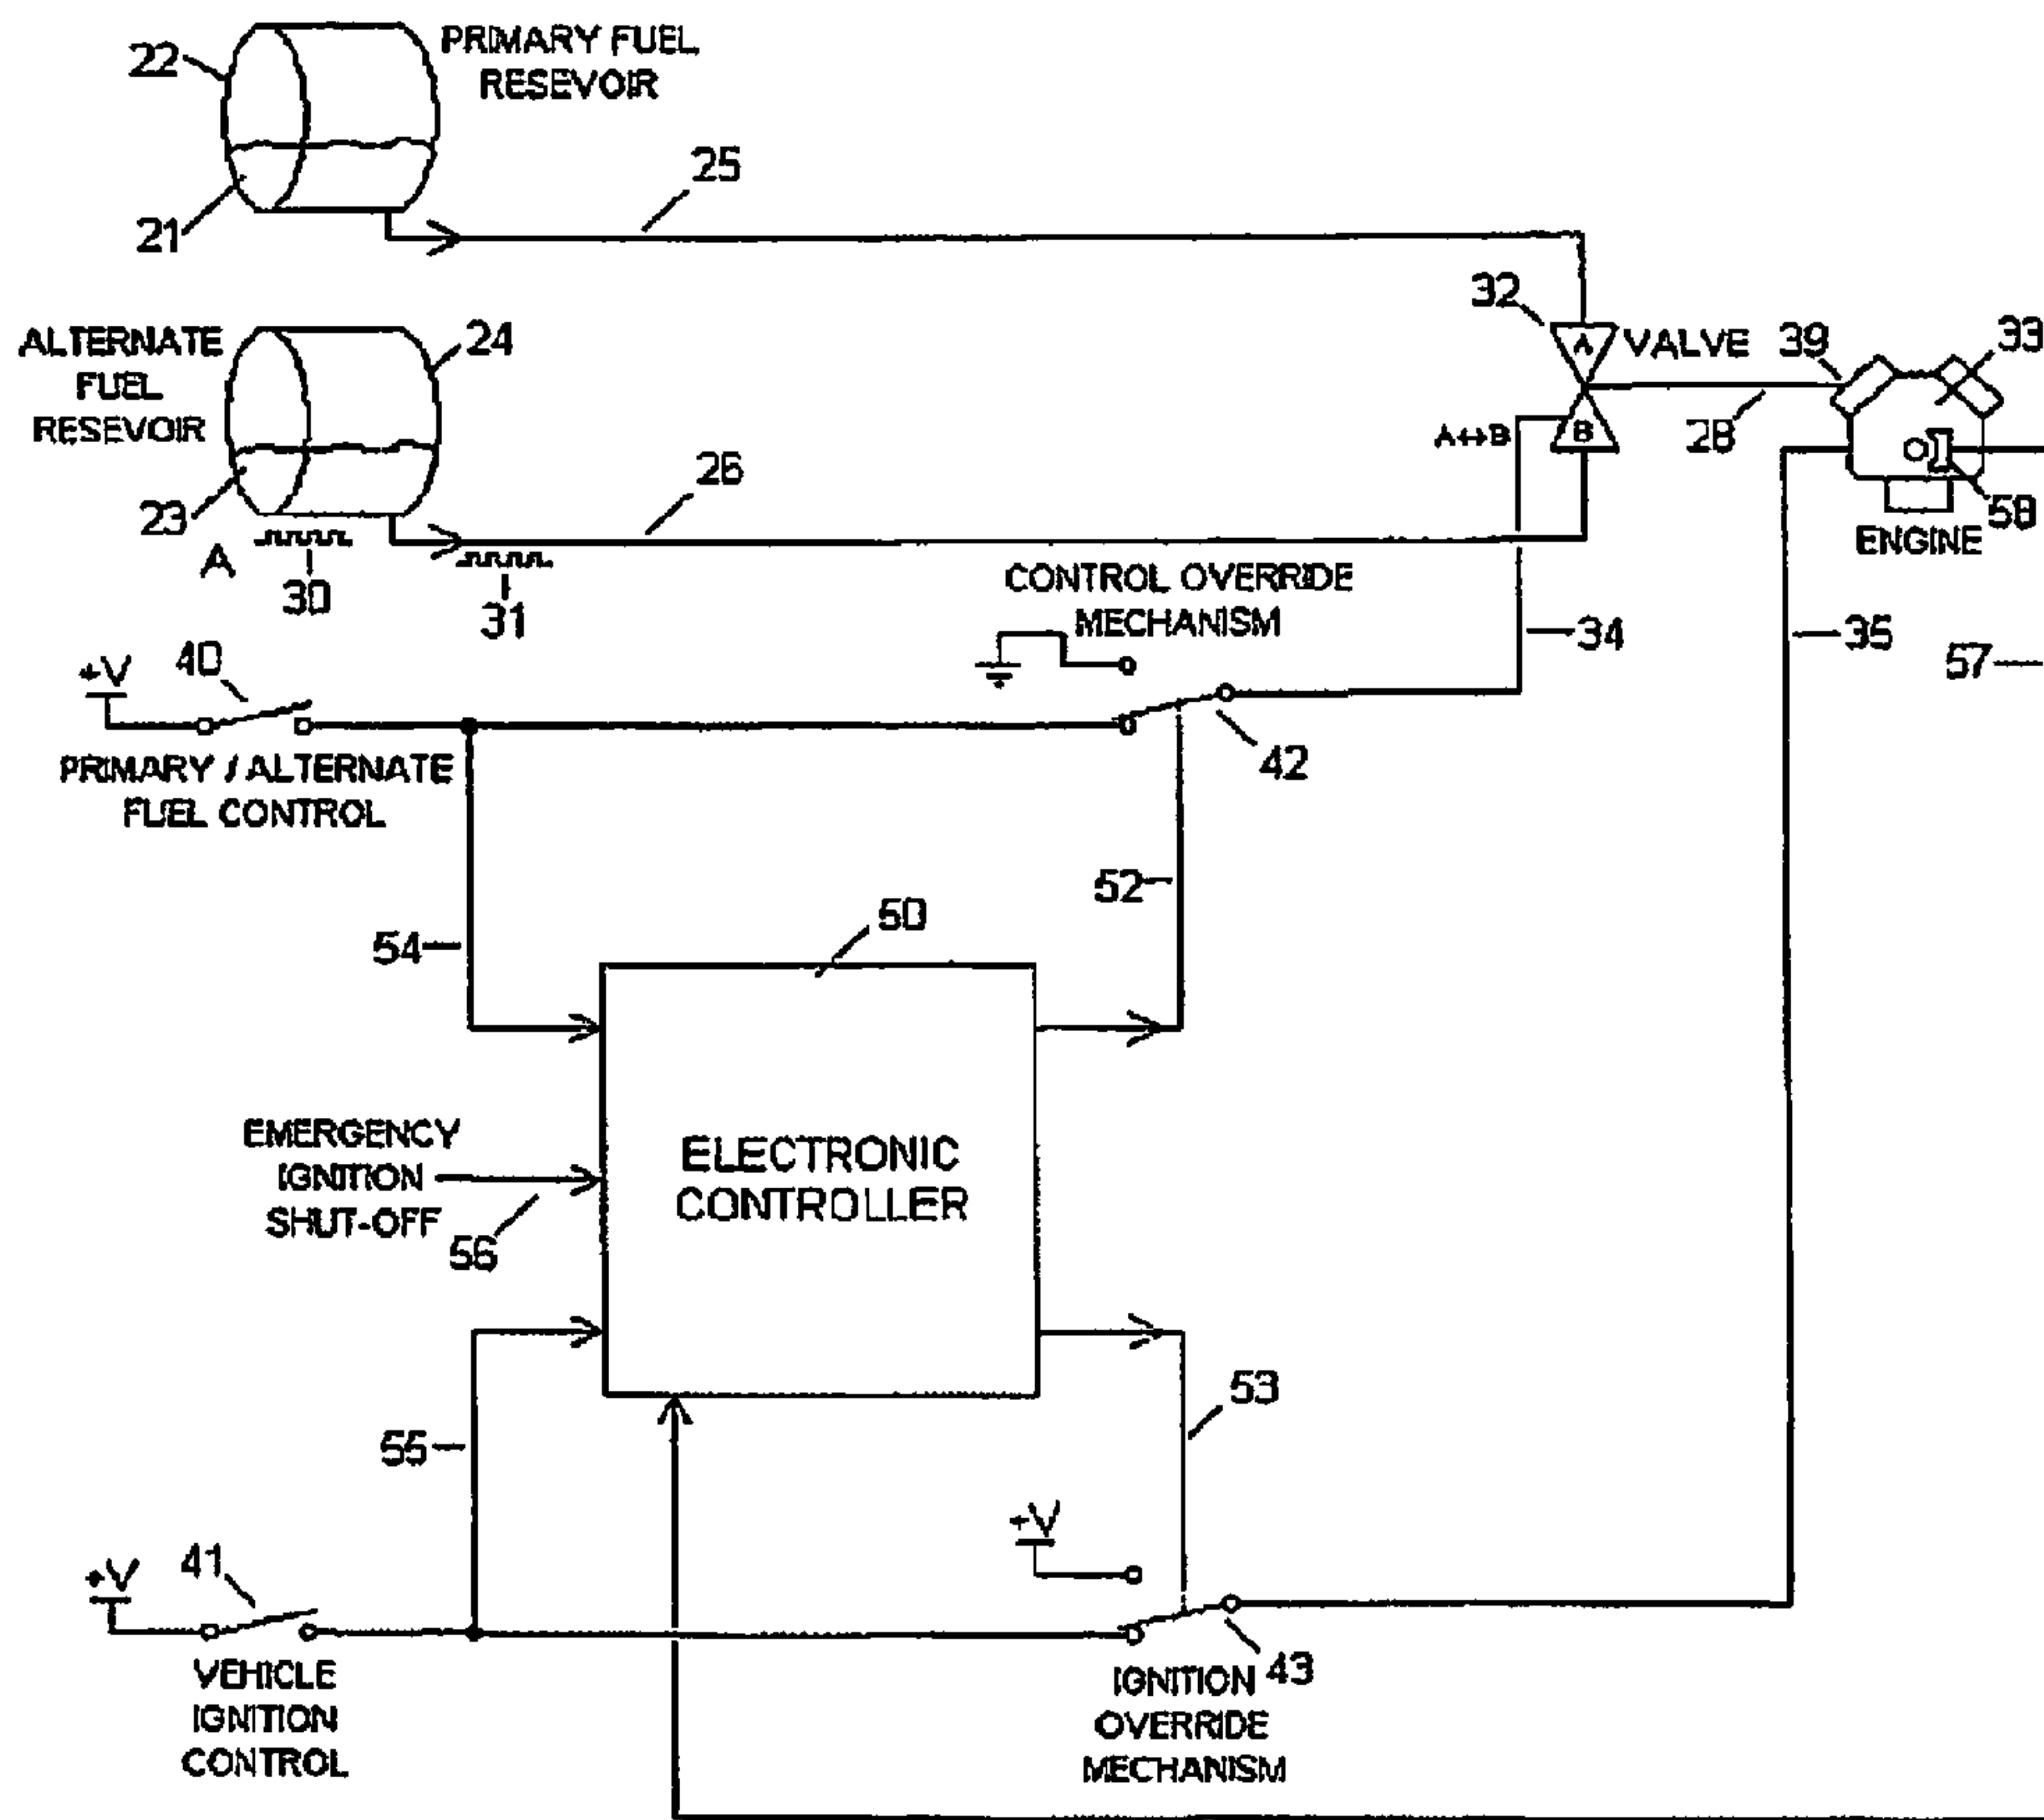 22
PRIMARY FUEL
RESEVOIR
21
25
ALTERNATE
FUEL
RESEVOIR
24
23
A
30
31
26
32
A
VALVE
39
33
A↔B
B
28
58
ENGINE
CONTROL OVERRIDE
MECHANISM
34
35
57
+V
40
42
PRIMARY / ALTERNATE
FUEL CONTROL
52
50
54
EMERGENCY
IGNITION
SHUT-OFF
56
ELECTRONIC
CONTROLLER
53
55
+V
+V
41
VEHICLE
IGNITION
CONTROL
43
IGNITION
OVERRIDE
MECHANISM